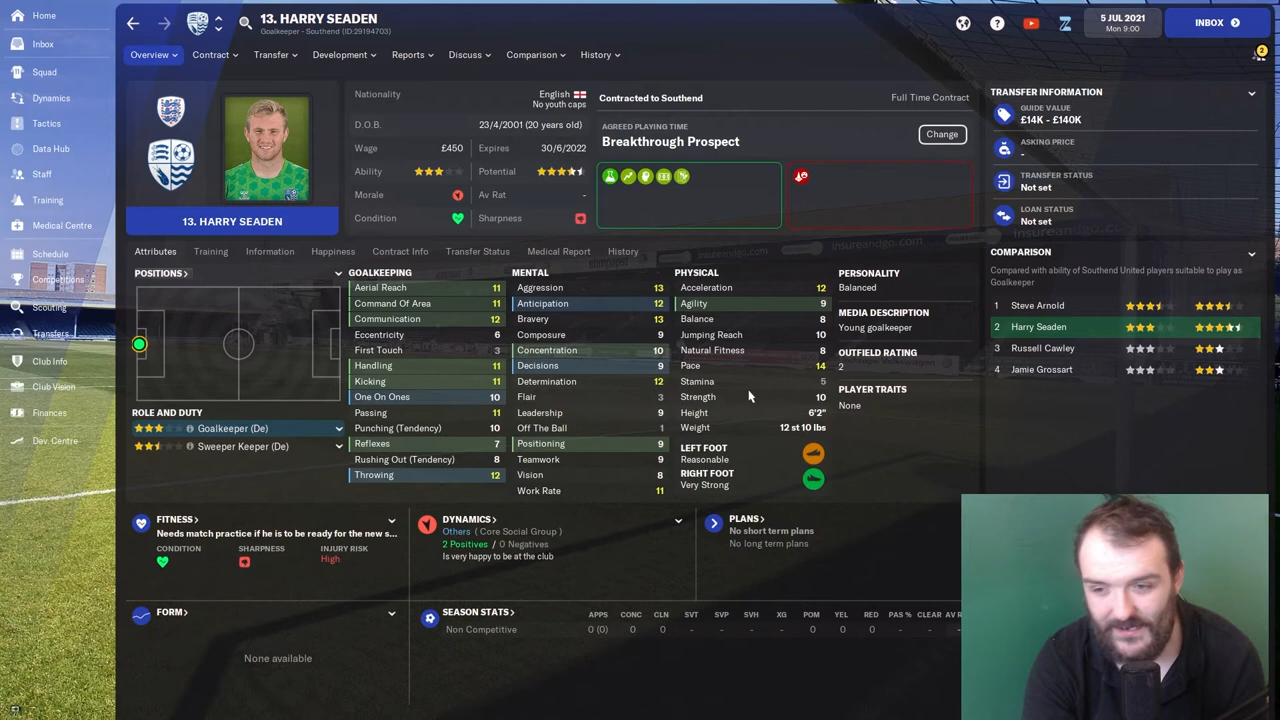 Home
Inbox
Squad
Dynamics
Tactics
Data Hub
Staff
Training
Medical Centre
Schedule
Competitions
Scouting
Transfers
Club Info
Club Vision
Finances
Dev. Centre
13. HARRY SEADEN
Goalkeeper - Southend (ID:29194703)
5 JUL 2021
Mon 9:00
INBOX
2
Overview Contract Transfer Development Reports Discuss Comparison History
13. HARRY SEADEN
Nationality English
No youth caps
D.O.B. 23/4/2001 (20 years old)
Wage £450 Expires 30/6/2022
Ability Potential
Morale Av Rat -
Condition Sharpness
Contracted to Southend Full Time Contract
AGREED PLAYING TIME
Breakthrough Prospect
Change
TRANSFER INFORMATION
GUIDE VALUE
£14K - £140K
ASKING PRICE
-
TRANSFER STATUS
Not set
LOAN STATUS
Not set
COMPARISON
Compared with ability of Southend United players suitable to play as
Goalkeeper
1 Steve Arnold
2 Harry Seaden
3 Russell Cawley
4 Jamie Grossart
Attributes Training Information Happiness Contract Info Transfer Status Medical Report History
insureandgo.com
insureandgo.com
POSITIONS
ROLE AND DUTY
Goalkeeper (De)
Sweeper Keeper (De)
GOALKEEPING
Aerial Reach 11
Command Of Area 11
Communication 12
Eccentricity 6
First Touch 3
Handling 11
Kicking 11
One On Ones 10
Passing 11
Punching (Tendency) 10
Reflexes 7
Rushing Out (Tendency) 8
Throwing 12
MENTAL
Aggression 13
Anticipation 12
Bravery 13
Composure 9
Concentration 10
Decisions 9
Determination 12
Flair 3
Leadership 9
Off The Ball 1
Positioning 9
Teamwork 9
Vision 8
Work Rate 11
PHYSICAL
Acceleration 12
Agility 9
Balance 8
Jumping Reach 10
Natural Fitness 8
Pace 14
Stamina 5
Strength 10
Height 6'2"
Weight 12 st 10 lbs
LEFT FOOT
Reasonable
RIGHT FOOT
Very Strong
PERSONALITY
Balanced
MEDIA DESCRIPTION
Young goalkeeper
OUTFIELD RATING
2
PLAYER TRAITS
None
FITNESS
Needs match practice if he is to be ready for the new s...
CONDITION SHARPNESS INJURY RISK
High
DYNAMICS
Others ( Core Social Group )
2 Positives / 0 Negatives
Is very happy to be at the club
PLANS
No short term plans
No long term plans
FORM
None available
SEASON STATS APPS CONC CLN SVT SVP SVH XG POM YEL RED PAS % CLEAR AV R
Non Competitive 0 (0) 0 0 - - - - 0 0 0 - - -